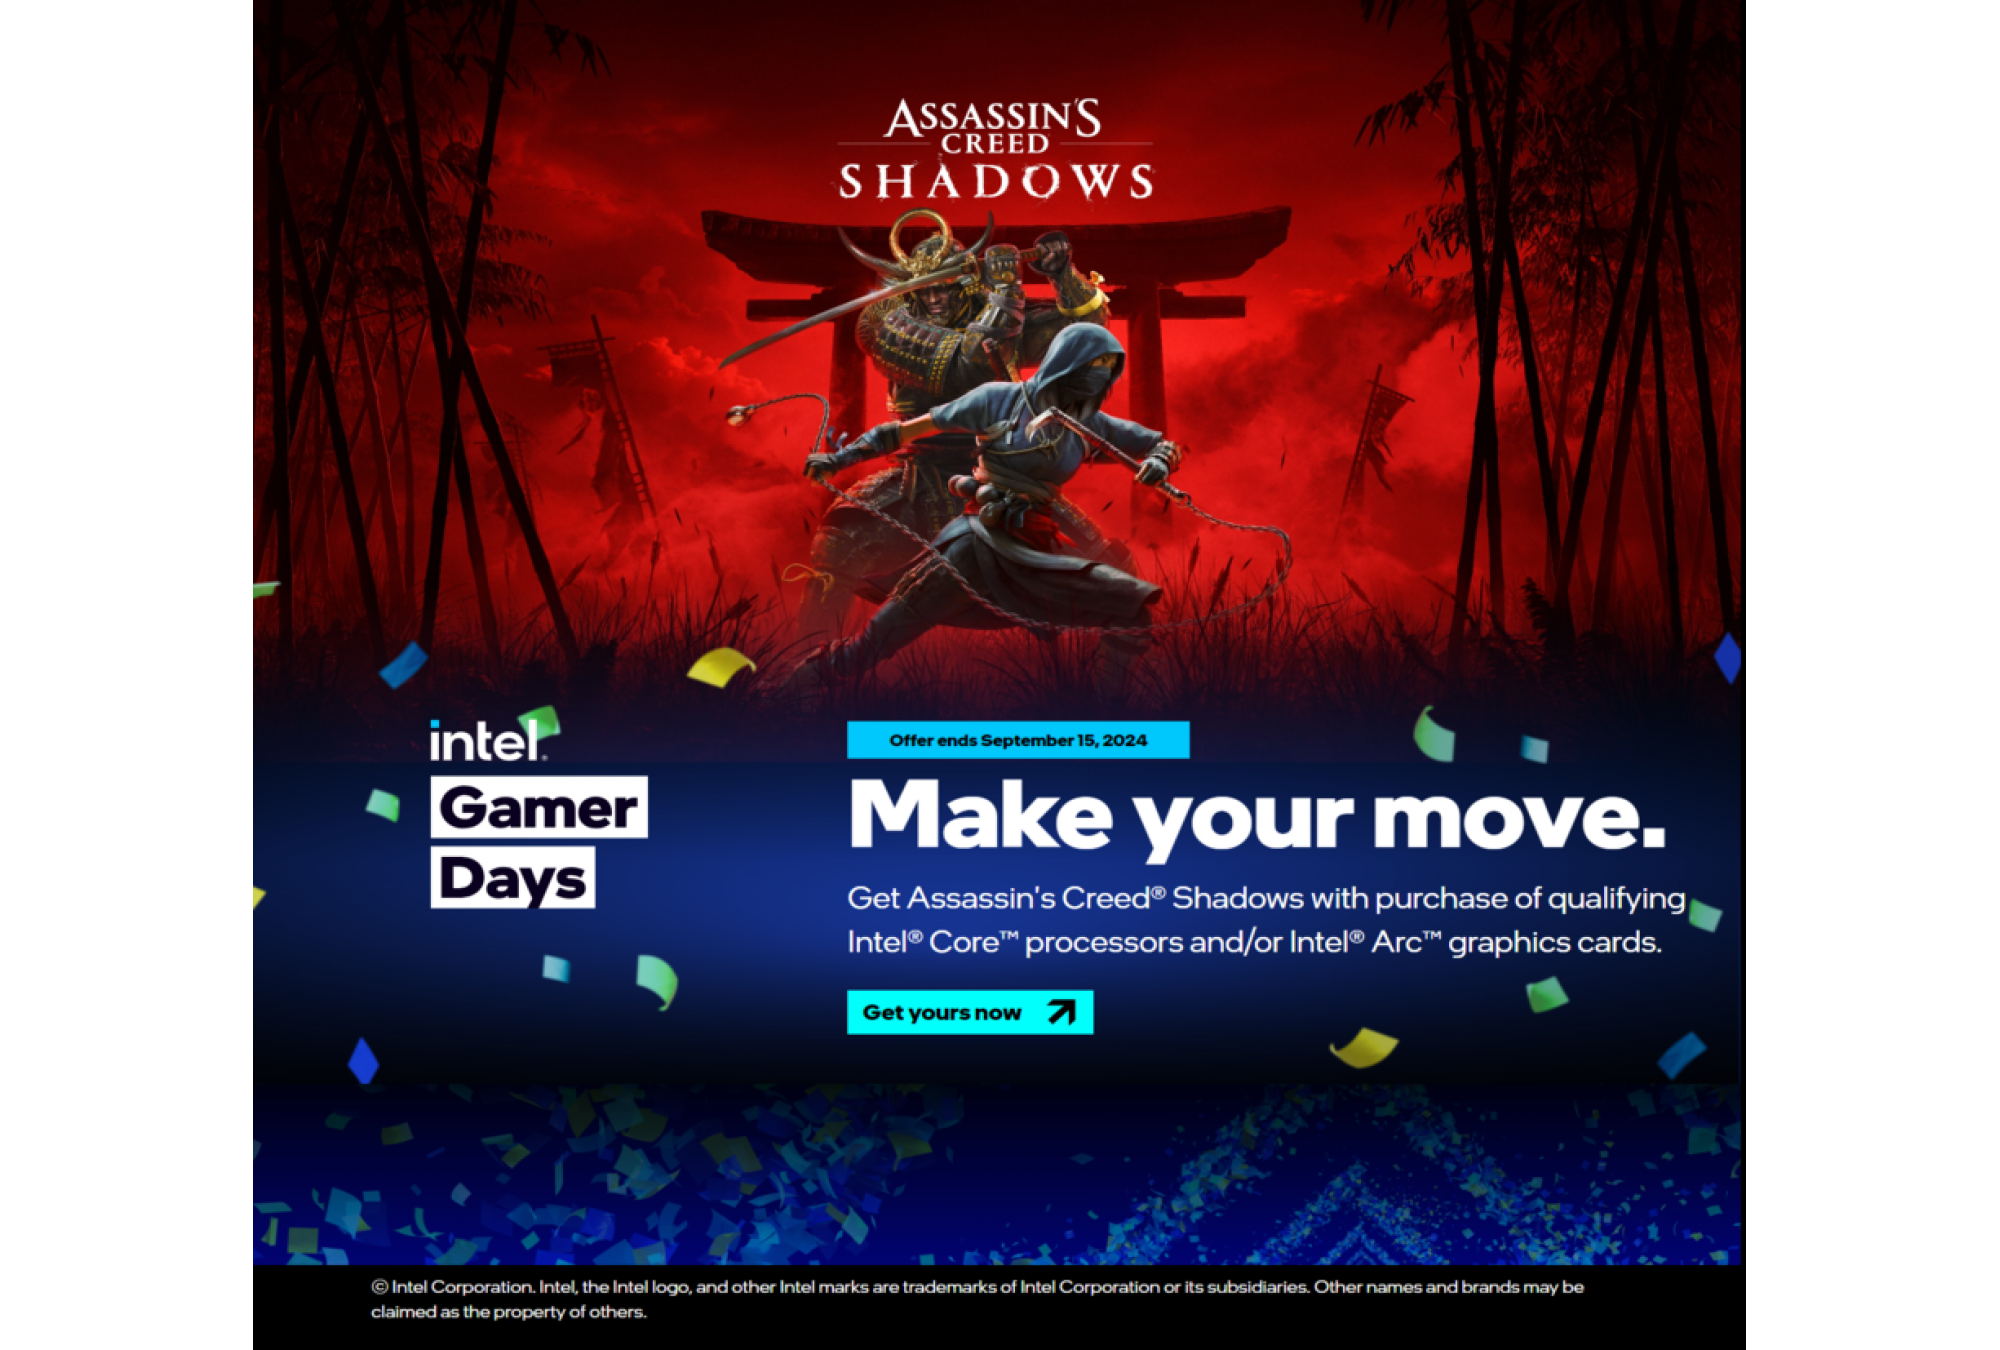 ASSASSIN'S
CREED
SHADOWS
intel.
Gamer
Days
Offer ends September 15, 2024
Make your move.
Get Assassin's Creed® Shadows with purchase of qualifying
Intel® Core™ processors and/or Intel® Arc™ graphics cards.
Get yours now
© Intel Corporation. Intel, the Intel logo, and other Intel marks are trademarks of Intel Corporation or its subsidiaries. Other names and brands may be
claimed as the property of others.